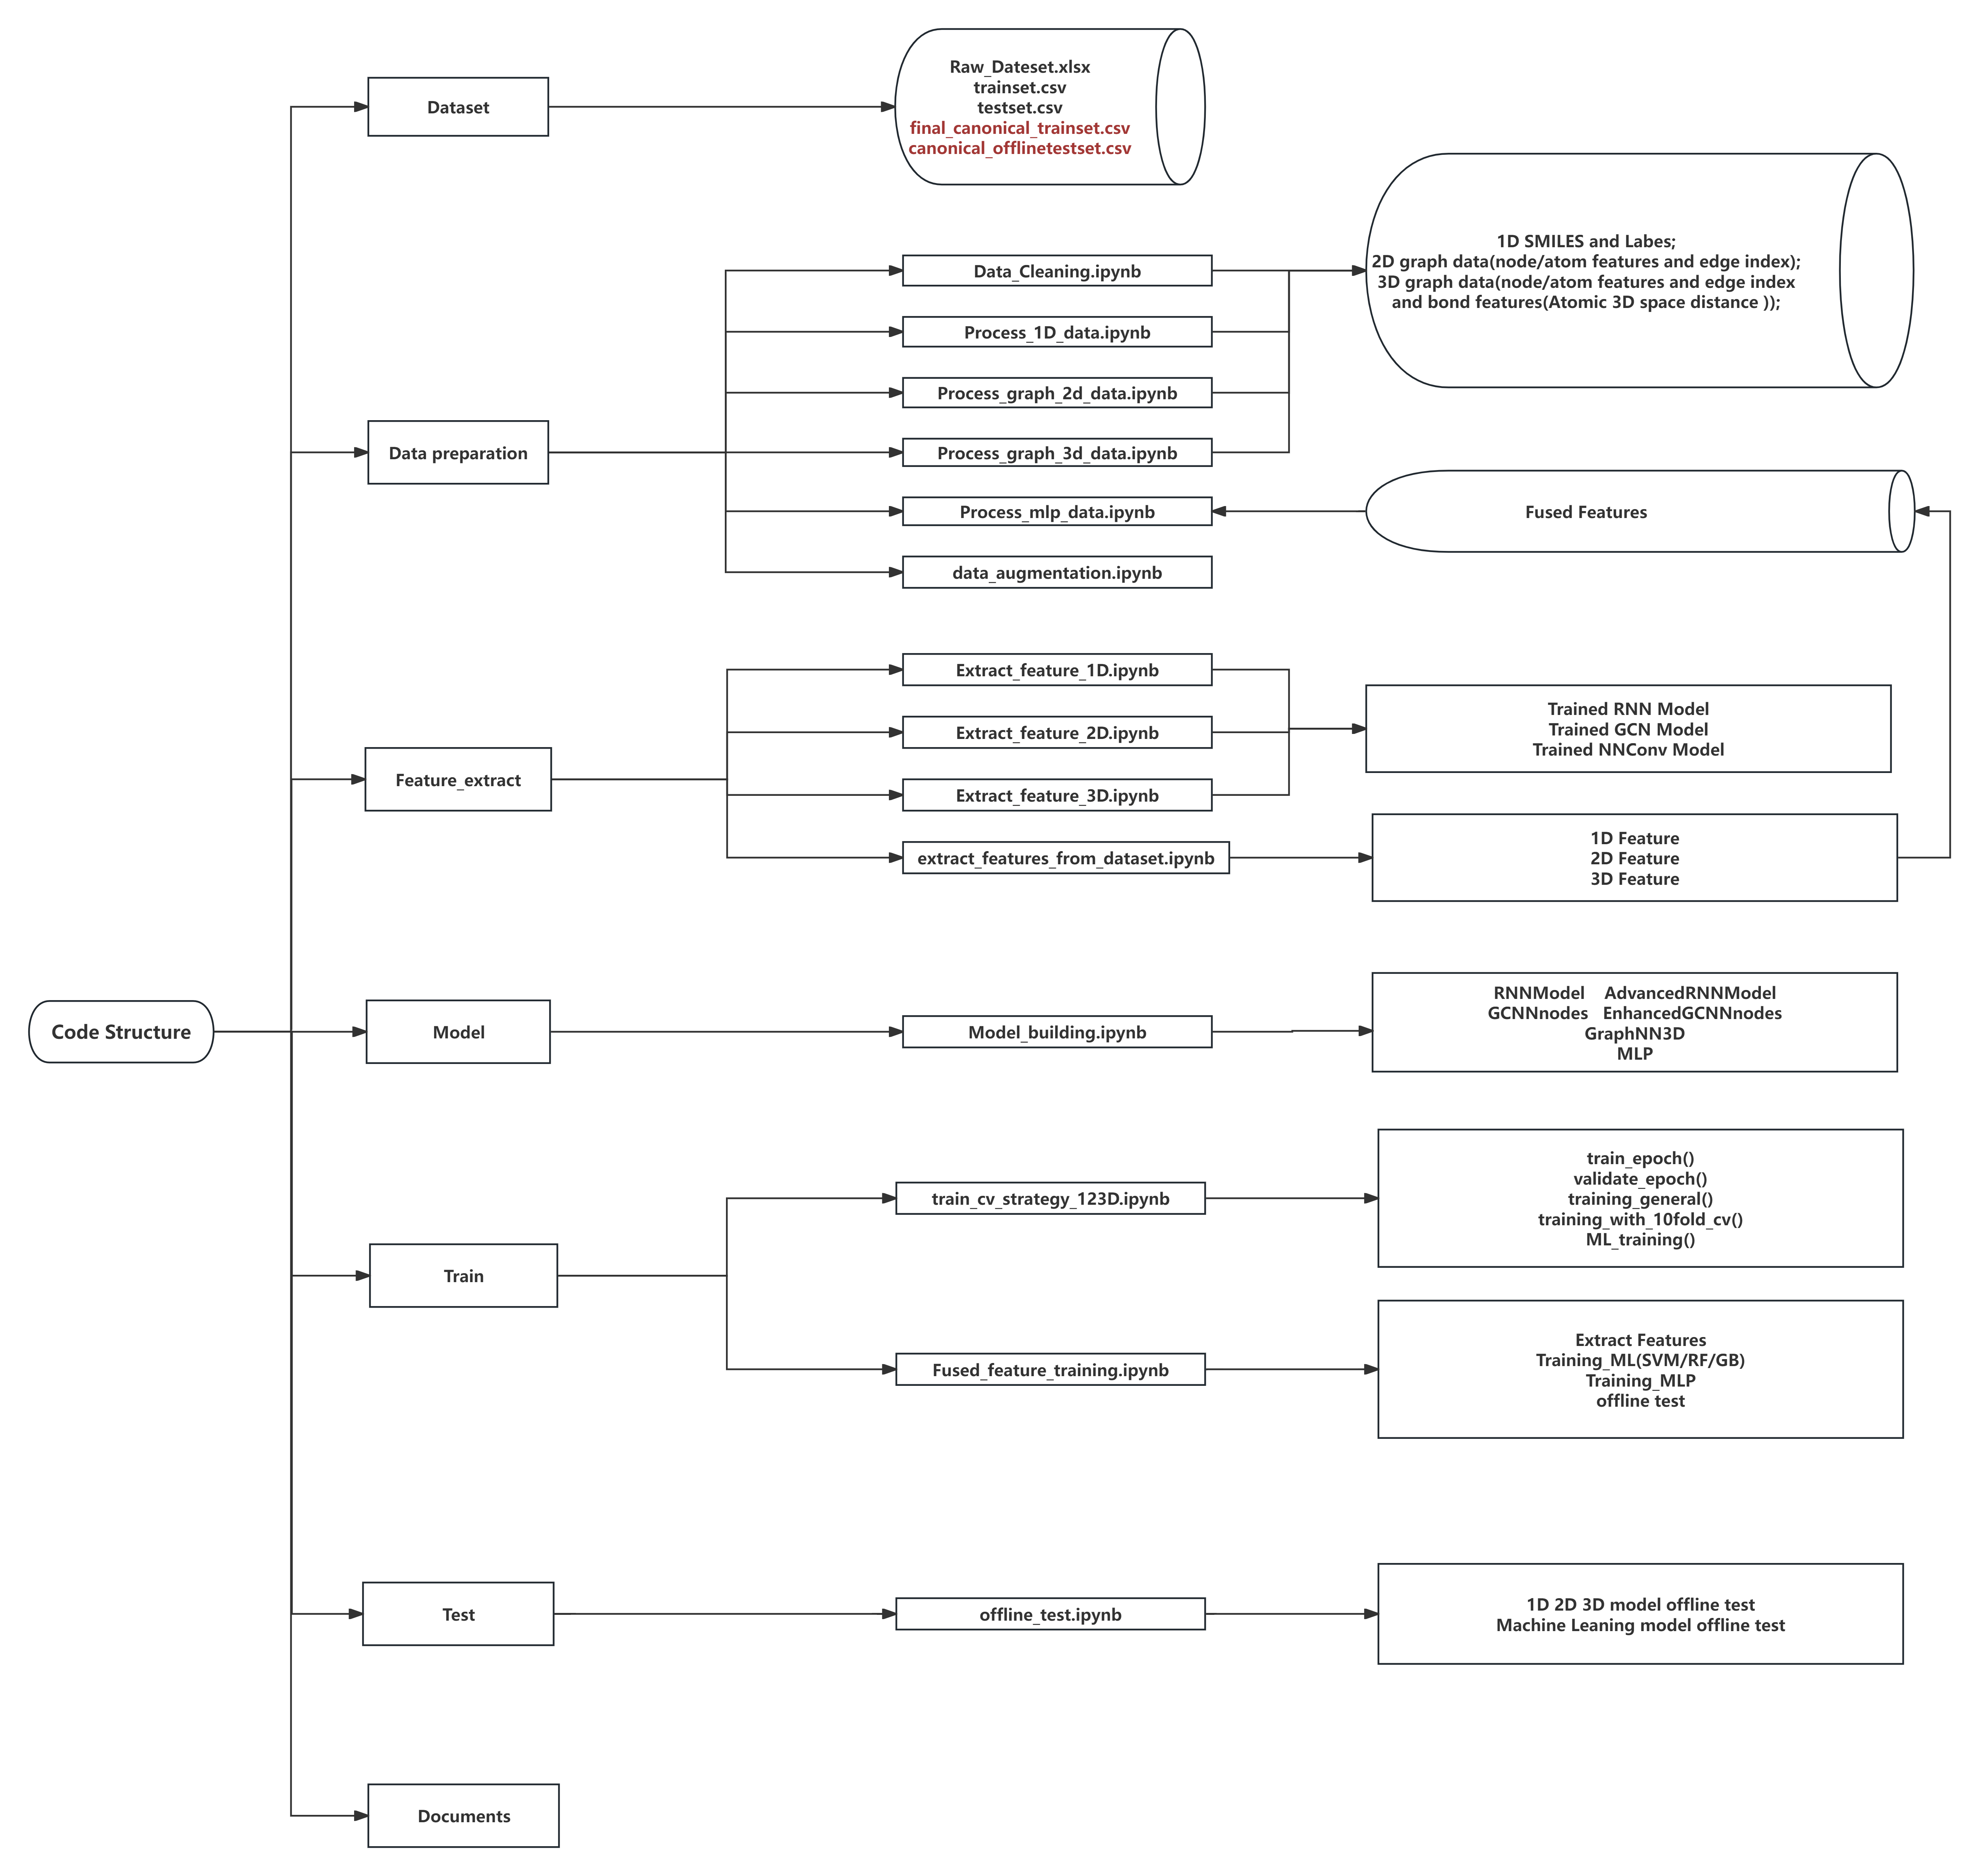 Dataset
Raw_Dateset.xlsx
trainset.csv
testset.csv
final_canonical_trainset.csv
canonical_offlinetestset.csv
Data preparation
Data_Cleaning.ipynb
Process_1D_data.ipynb
Process_graph_2d_data.ipynb
Process_graph_3d_data.ipynb
Process_mlp_data.ipynb
data_augmentation.ipynb
1D SMILES and Labes;
2D graph data(node/atom features and edge index);
3D graph data(node/atom features and edge index
and bond features(Atomic 3D space distance ));
Fused Features
Feature_extract
Extract_feature_1D.ipynb
Extract_feature_2D.ipynb
Extract_feature_3D.ipynb
extract_features_from_dataset.ipynb
Trained RNN Model
Trained GCN Model
Trained NNConv Model
1D Feature
2D Feature
3D Feature
Code Structure
Model
Model_building.ipynb
RNNModel AdvancedRNNModel
GCNNnodes EnhancedGCNNnodes
GraphNN3D
MLP
Train
train_cv_strategy_123D.ipynb
train_epoch()
validate_epoch()
training_general()
training_with_10fold_cv()
ML_training()
Fused_feature_training.ipynb
Extract Features
Training_ML(SVM/RF/GB)
Training_MLP
offline test
Test
offline_test.ipynb
1D 2D 3D model offline test
Machine Leaning model offline test
Documents